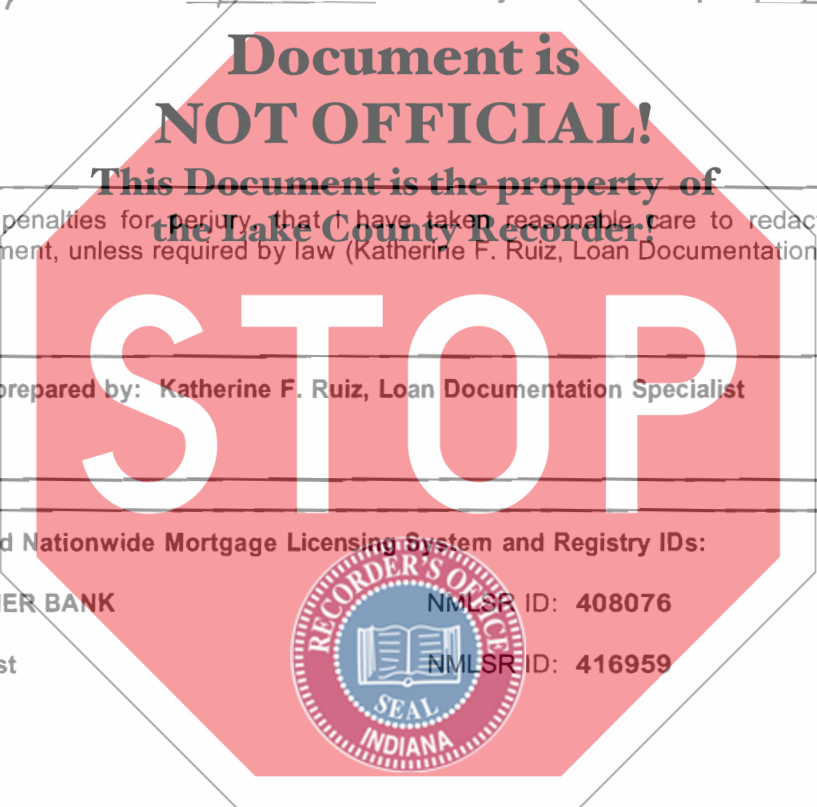 Document is
NOT OFFICIAL!
This Document is the property of
the Lake County Recorder!
penalties for perjury, that I have taken reasonable care to redac
ment, unless required by law (Katherine F. Ruiz, Loan Documentation
STOP
prepared by: Katherine F. Ruiz, Loan Documentation Specialist
d Nationwide Mortgage Licensing System and Registry IDs:
IER BANK NMLSR ID: 408076
st NMLSR ID: 416959
RECORDER'S OFFICE
SEAL
INDIANA